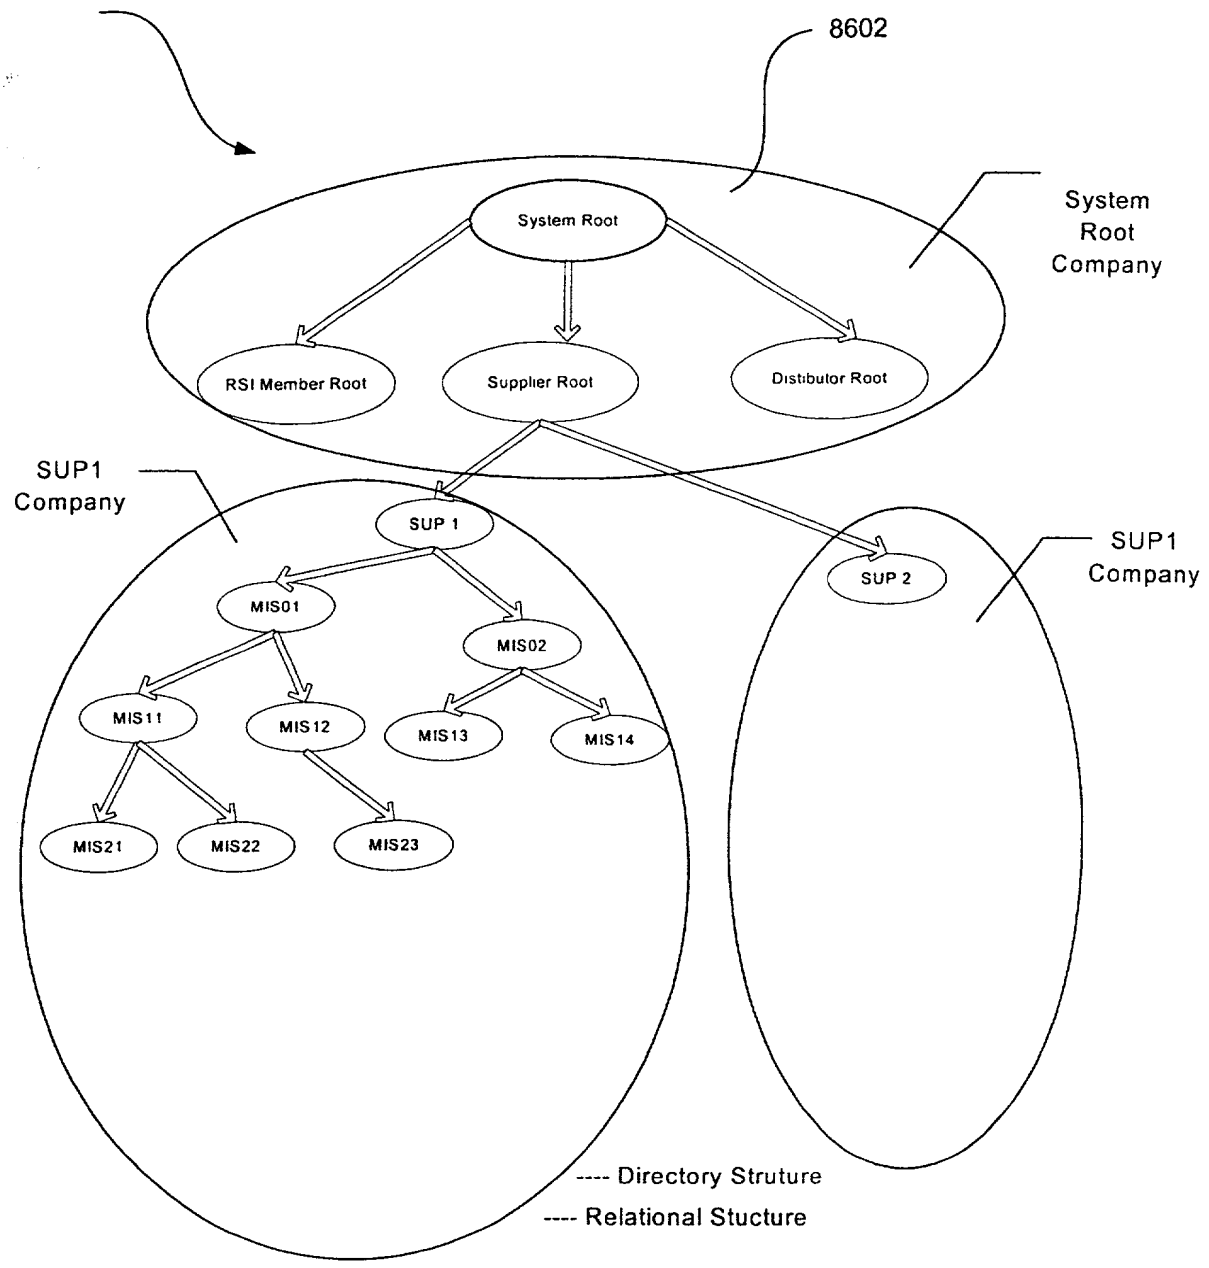 8602
System Root
System
Root
Company
RSI Member Root
Supplier Root
Distibutor Root
SUP1
Company
SUP 1
SUP 2
SUP1
Company
MIS01
MIS02
MIS11
MIS12
MIS13
MIS14
MIS21
MIS22
MIS23
---- Directory Struture
---- Relational Stucture